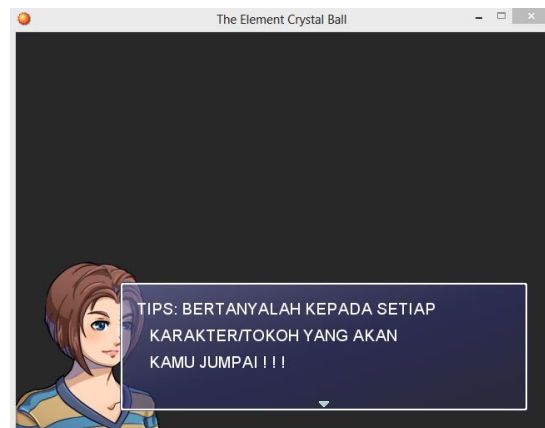 The Element Crystal Ball
TIPS: BERTANYALAH KEPADA SETIAP
KARAKTER/TOKOH YANG AKAN
KAMU JUMPAI ! ! !